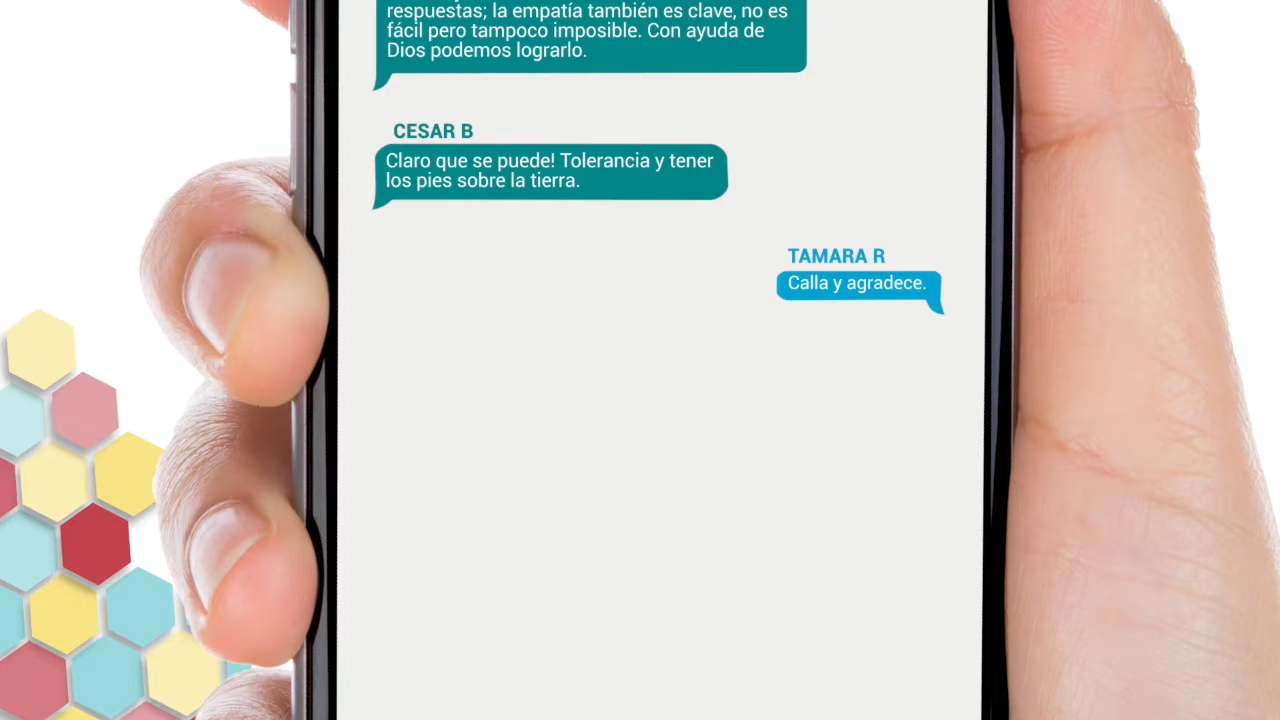 respuestas; la empatía también es clave, no es
fácil pero tampoco imposible. Con ayuda de
Dios podemos lograrlo.
CESAR B
Claro que se puede! Tolerancia y tener
los pies sobre la tierra.
TAMARA R
Calla y agradece.